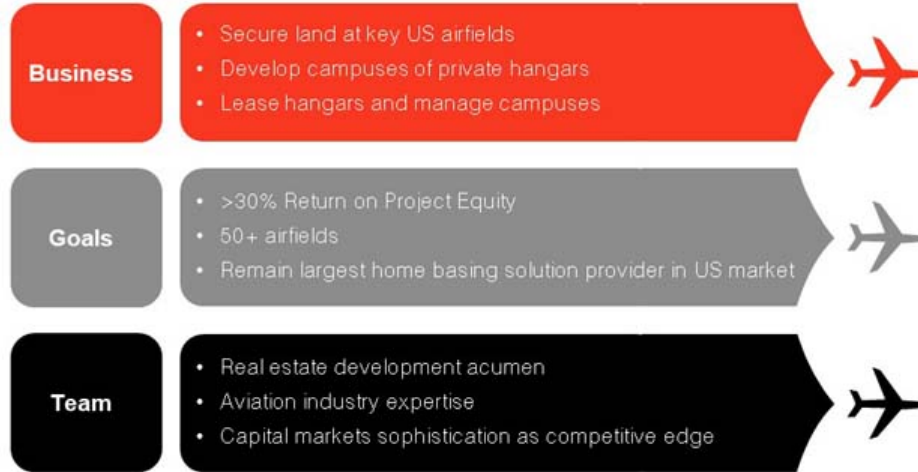 Business
• Secure land at key US airfields
• Develop campuses of private hangars
• Lease hangars and manage campuses
Goals
• >30% Return on Project Equity
• 50+ airfields
• Remain largest home basing solution provider in US market
Team
• Real estate development acumen
• Aviation industry expertise
• Capital markets sophistication as competitive edge